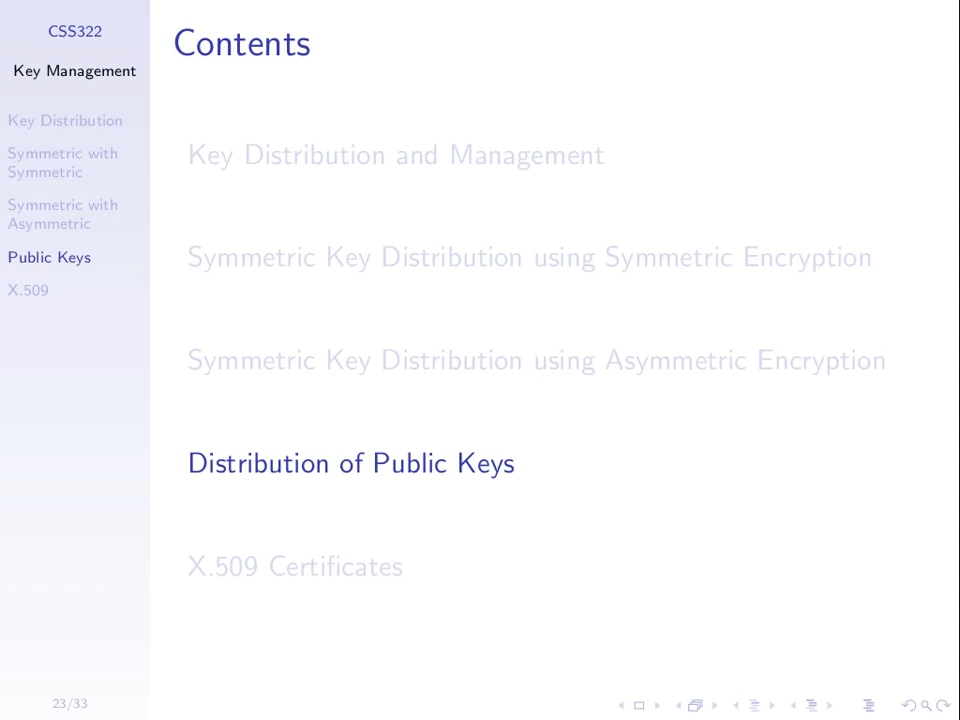 CSS322
Key Management
Key Distribution
Symmetric with
Symmetric
Symmetric with
Asymmetric
Public Keys
X.509
23/33
Contents
Key Distribution and Management
Symmetric Key Distribution using Symmetric Encryption
Symmetric Key Distribution using Asymmetric Encryption
Distribution of Public Keys
X.509 Certificates